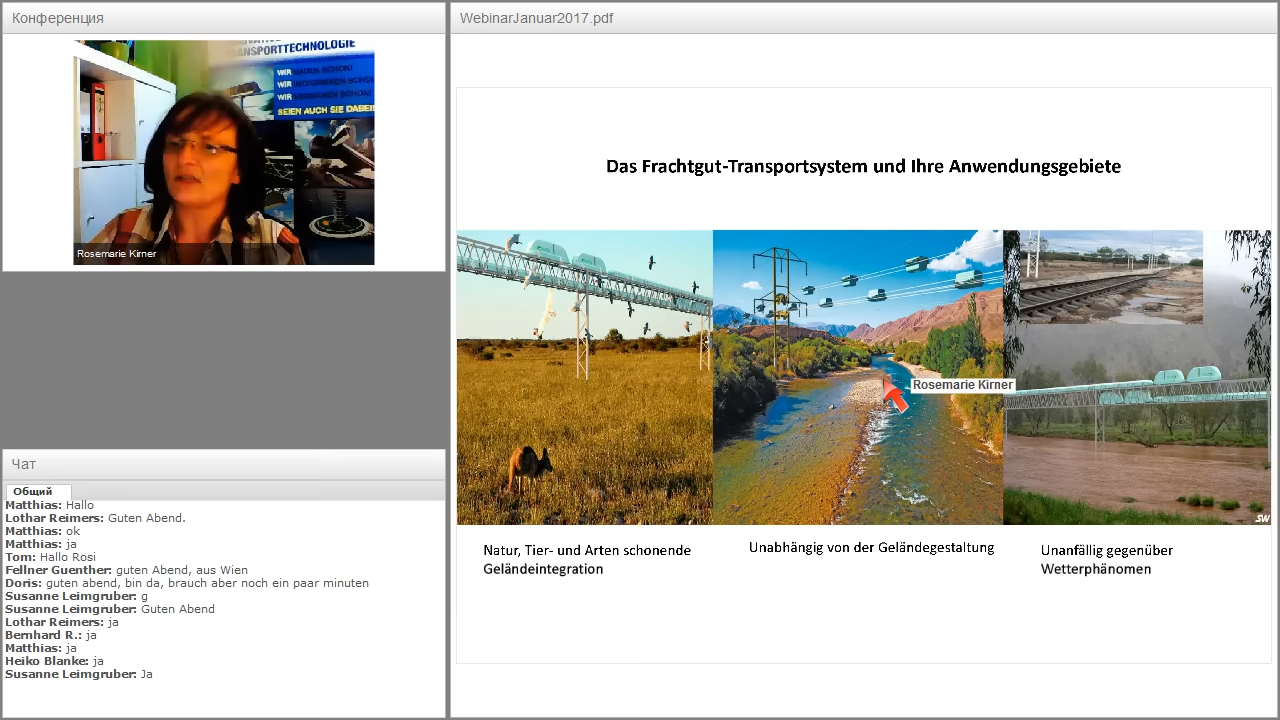 Конференция
WebinarJanuar2017.pdf
TRANSPORTTECHNOLOGIE
WIR
WIR
WIR
SEIEN AUCH SIE DABEI
Rosemarie Kirner
Das Frachtgut-Transportsystem und Ihre Anwendungsgebiete
Rosemarie Kirner
SW
Natur, Tier- und Arten schonende
Geländeintegration
Unabhängig von der Geländegestaltung
Unanfällig gegenüber
Wetterphänomen
Чат
Общий
Matthias: Hallo
Lothar Reimers: Guten Abend.
Matthias: ok
Matthias: ja
Tom: Hallo Rosi
Fellner Guenther: guten Abend, aus Wien
Doris: guten abend, bin da, brauch aber noch ein paar minuten
Susanne Leimgruber: g
Susanne Leimgruber: Guten Abend
Lothar Reimers: ja
Bernhard R.: ja
Matthias: ja
Heiko Blanke: ja
Susanne Leimgruber: Ja